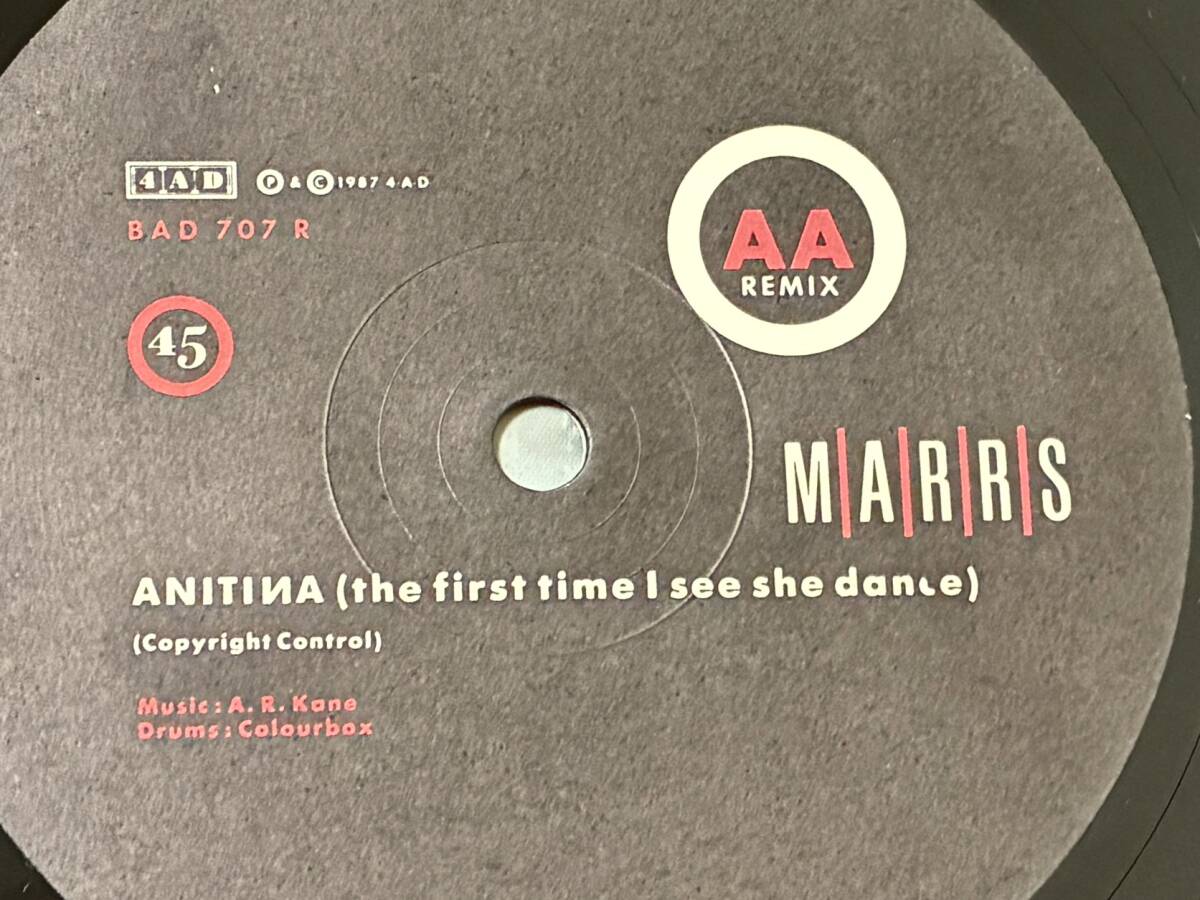 4AD Ⓟ & Ⓒ 1987 4·A·D
BAD 707 R
AA
REMIX
45
M|A|R|R|S
ANITIИA (the first time I see she dance)
(Copyright Control)
Music: A. R. Kane
Drums: Colourbox